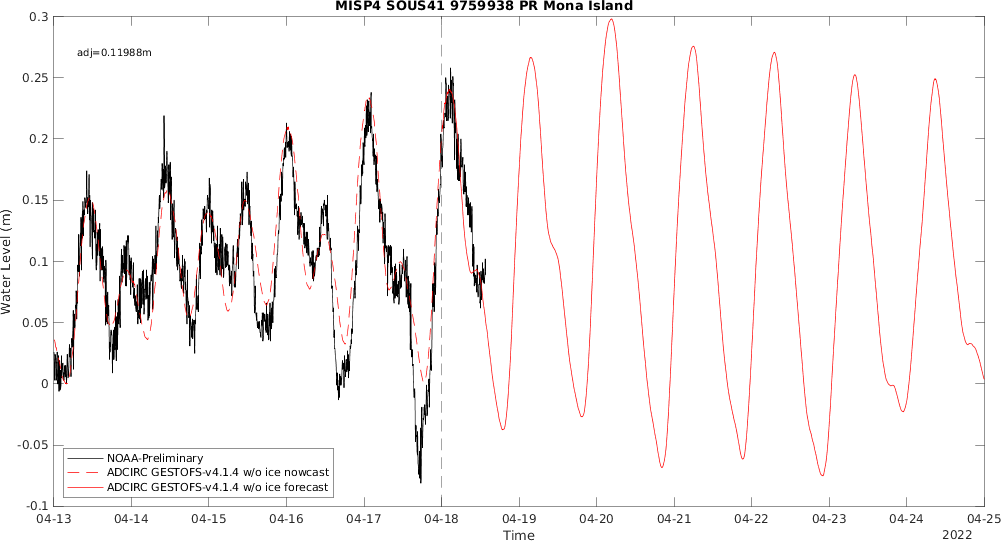 MISP4 SOUS41 9759938 PR Mona Island
adj=0.11988m
0.3
0.25
0.2
0.15
0.1
0.05
0
-0.05
-0.1
Water Level (m)
NOAA-Preliminary
ADCIRC GESTOFS-v4.1.4 w/o ice nowcast
ADCIRC GESTOFS-v4.1.4 w/o ice forecast
04-13 04-14 04-15 04-16 04-17 04-18 04-19 04-20 04-21 04-22 04-23 04-24 04-25
Time
2022